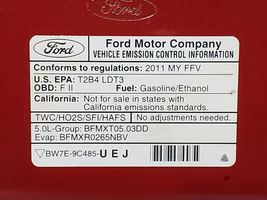 Ford
Ford
Ford Motor Company
VEHICLE EMISSION CONTROL INFORMATION
Conforms to regulations: 2011 MY FFV
U.S. EPA: T2B4 LDT3
OBD: F II Fuel: Gasoline/Ethanol
California: Not for sale in states with
California emissions standards.
TWC/HO2S/SFI/HAFS No adjustments needed.
5.0L-Group: BFMXT05.03DD
Evap: BFMXR0265NBV
BW7E-9C485-UEJ